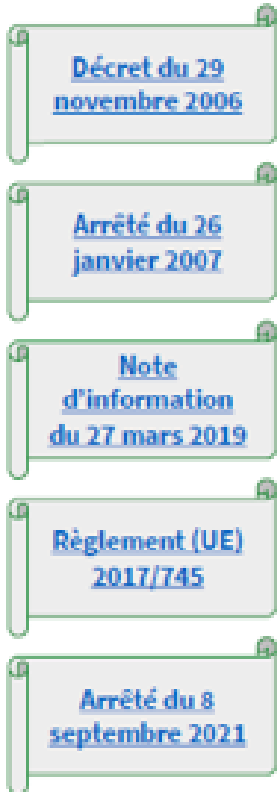 Décret du 29
novembre 2006
Arrêté du 26
janvier 2007
Note
d'information
du 27 mars 2019
Règlement (UE)
2017/745
Arrêté du 8
septembre 2021